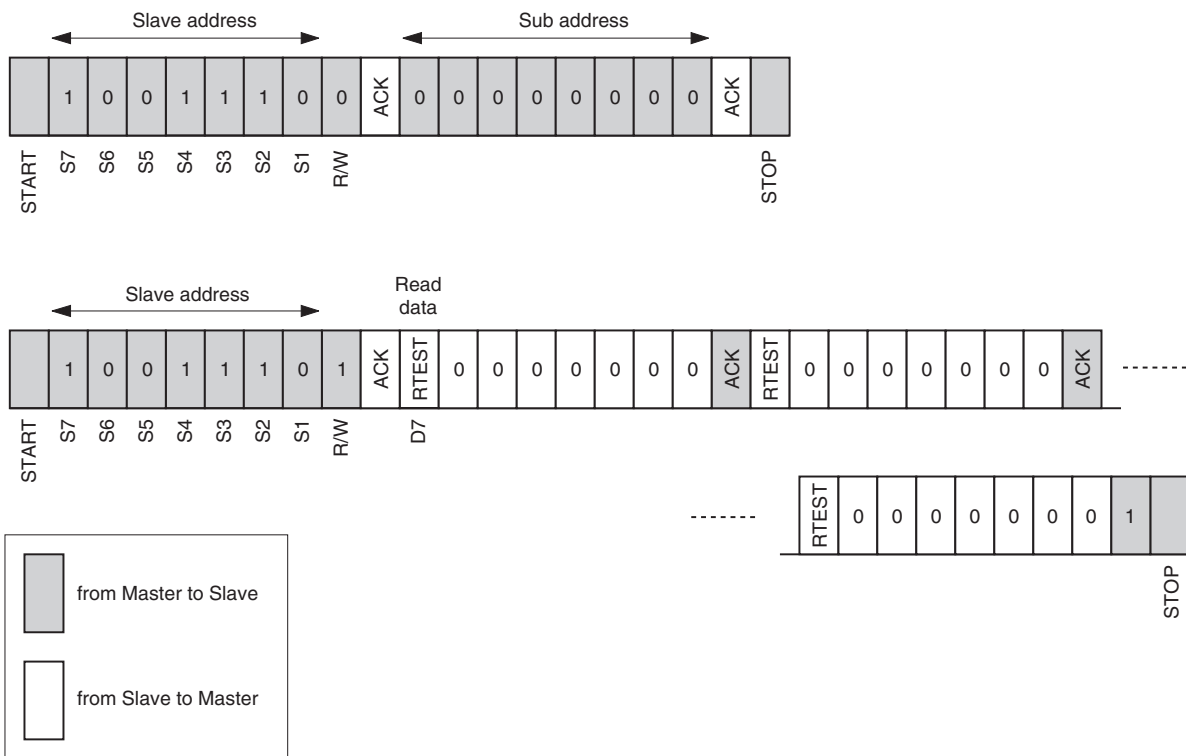 Slave address Sub address
1 0 0 1 1 1 0 0 ACK 0 0 0 0 0 0 0 0 ACK
START S7 S6 S5 S4 S3 S2 S1 R/W STOP
Slave address Read
data
1 0 0 1 1 1 0 1 ACK RTEST 0 0 0 0 0 0 0 ACK RTEST 0 0 0 0 0 0 0 ACK
START S7 S6 S5 S4 S3 S2 S1 R/W D7
RTEST 0 0 0 0 0 0 0 1
STOP
from Master to Slave
from Slave to Master